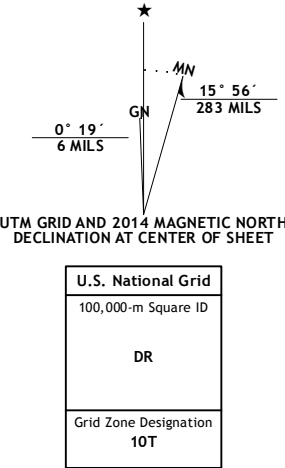 ★
MN
15° 56´
283 MILS
GN
0° 19´
6 MILS
UTM GRID AND 2014 MAGNETIC NORTH
DECLINATION AT CENTER OF SHEET
U.S. National Grid
100,000-m Square ID
DR
Grid Zone Designation
10T